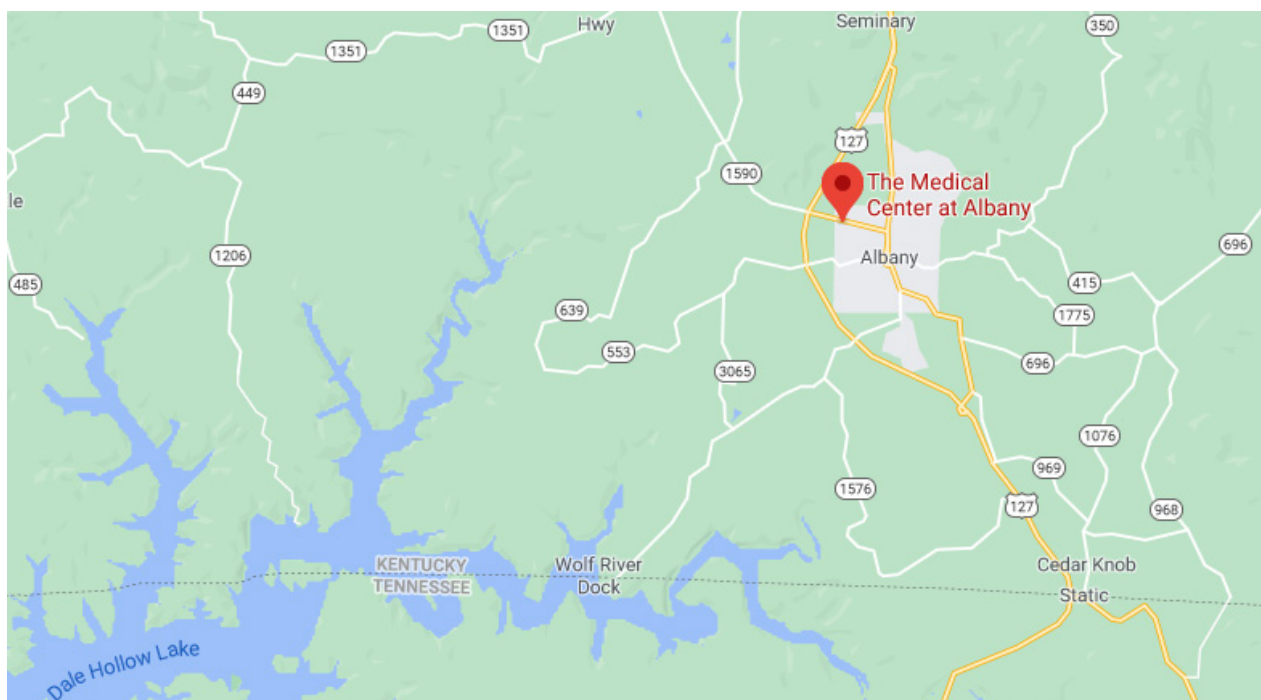 Seminary
Hwy
1351
1351
350
449
127
1590
The Medical
Center at Albany
le
1206
696
Albany
485
415
639
1775
553
696
3065
1076
969
1576
127
968
KENTUCKY
TENNESSEE
Wolf River
Dock
Cedar Knob
Static
Dale Hollow Lake